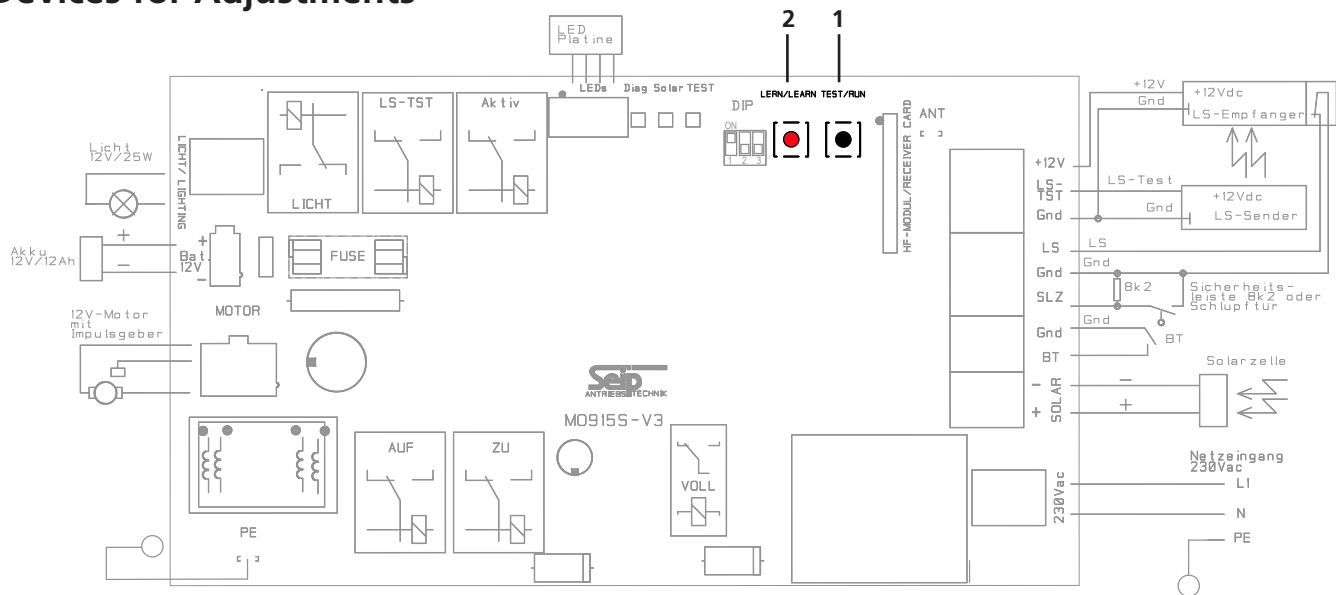 Devices for Adjustments
2 1
LED
Platine
LEDs Diag Solar TEST
LERN/LEARN TEST/RUN
DIP
ON
1 2 3
ANT
HF-MODUL/RECEIVER CARD
LICHT/ LIGHTING
LICHT
LS-TST
Aktiv
Licht
12V/25W
Akku
12V/12Ah
+
−
+
Bat.
12V
−
FUSE
MOTOR
12V-Motor
mit
Impulsgeber
Seip
ANTRIEBSTECHNIK
MO915S-V3
AUF
ZU
VOLL
PE
+12V
LS-
TST
Gnd
LS
Gnd
SLZ
Gnd
BT
−
+
SOLAR
230Vac
+12V
Gnd
+12Vdc
LS-Empfanger
LS-Test
Gnd
+12Vdc
LS-Sender
LS
Gnd
8k2
Sicherheits-
leiste 8k2 oder
Schlupftür
Gnd
BT
Solarzelle
−
+
Netzeingang
230Vac
L1
N
PE